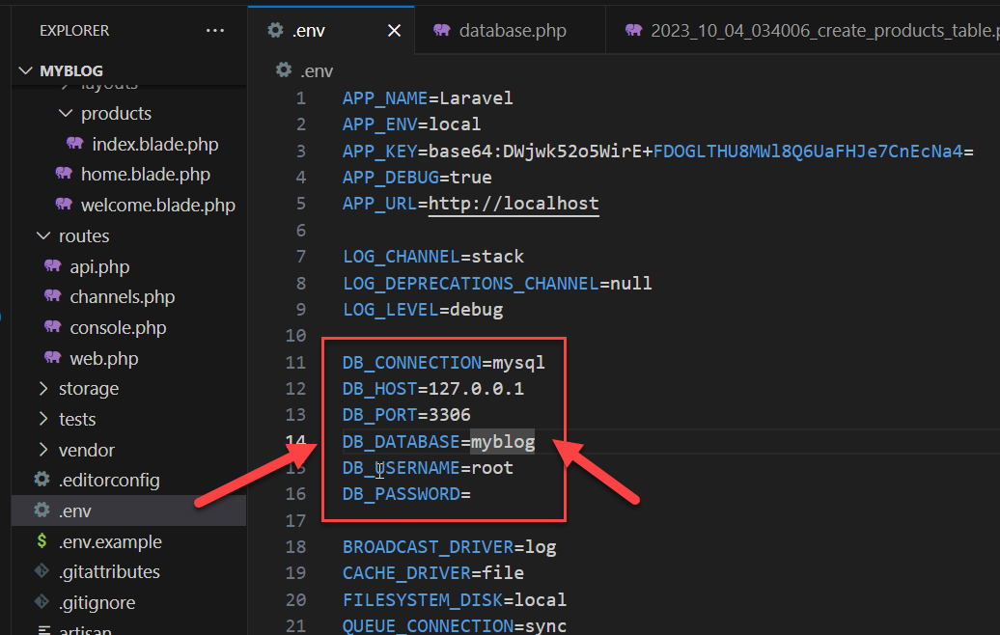 EXPLORER
MYBLOG
layouts
products
index.blade.php
home.blade.php
welcome.blade.php
routes
api.php
channels.php
console.php
web.php
storage
tests
vendor
.editorconfig
.env
.env.example
.gitattributes
.gitignore
artisan
.env
database.php
2023_10_04_034006_create_products_table.p
.env
1 APP_NAME=Laravel
2 APP_ENV=local
3 APP_KEY=base64:DWjwk52o5WirE+FDOGLTHU8MWl8Q6UaFHJe7CnEcNa4=
4 APP_DEBUG=true
5 APP_URL=http://localhost
6
7 LOG_CHANNEL=stack
8 LOG_DEPRECATIONS_CHANNEL=null
9 LOG_LEVEL=debug
10
11 DB_CONNECTION=mysql
12 DB_HOST=127.0.0.1
13 DB_PORT=3306
14 DB_DATABASE=myblog
15 DB_USERNAME=root
16 DB_PASSWORD=
17
18 BROADCAST_DRIVER=log
19 CACHE_DRIVER=file
20 FILESYSTEM_DISK=local
21 QUEUE_CONNECTION=sync